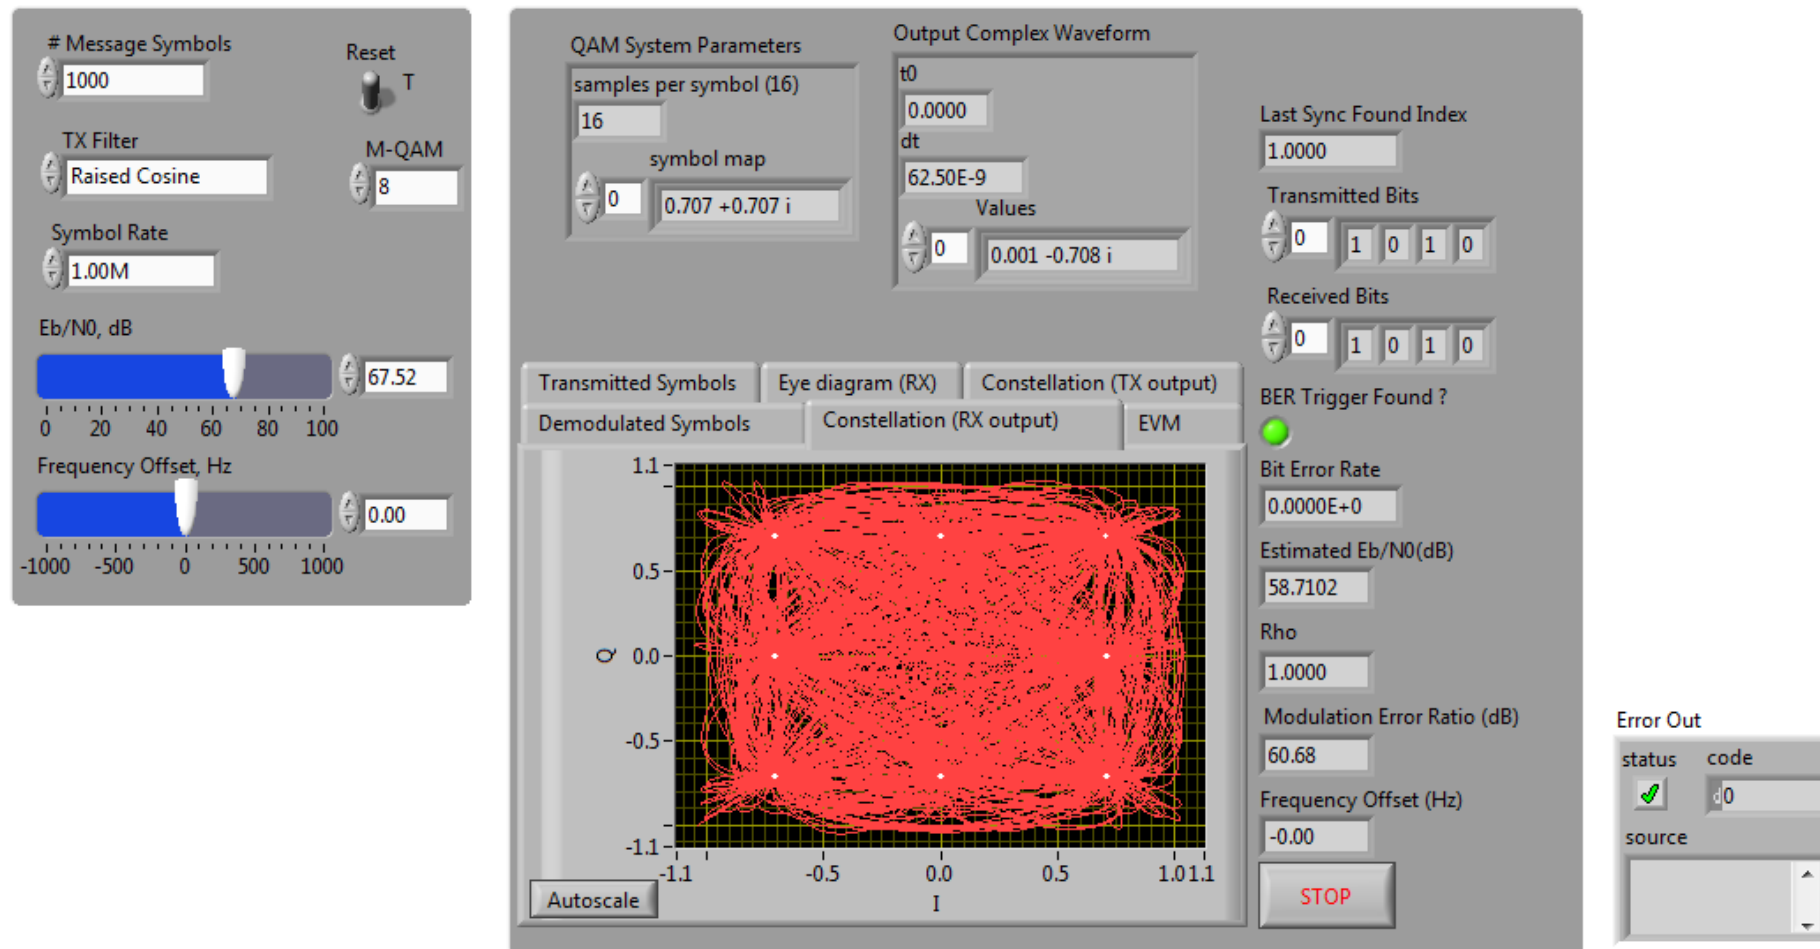 # Message Symbols
1000
Reset
T
TX Filter
Raised Cosine
M-QAM
8
Symbol Rate
1.00M
Eb/N0, dB
67.52
0 20 40 60 80 100
Frequency Offset, Hz
0.00
-1000 -500 0 500 1000
QAM System Parameters
samples per symbol (16)
16
symbol map
0
0.707 +0.707 i
Output Complex Waveform
t0
0.0000
dt
62.50E-9
Values
0
0.001 -0.708 i
Transmitted Symbols
Eye diagram (RX)
Constellation (TX output)
Demodulated Symbols
Constellation (RX output)
EVM
1.1
0.5
0.0
-0.5
-1.1
Q
-1.1 -0.5 0.0 0.5 1.0 1.1
I
Autoscale
Last Sync Found Index
1.0000
Transmitted Bits
0
1 0 1 0
Received Bits
0
1 0 1 0
BER Trigger Found ?
Bit Error Rate
0.0000E+0
Estimated Eb/N0(dB)
58.7102
Rho
1.0000
Modulation Error Ratio (dB)
60.68
Frequency Offset (Hz)
-0.00
STOP
Error Out
status code
d0
source